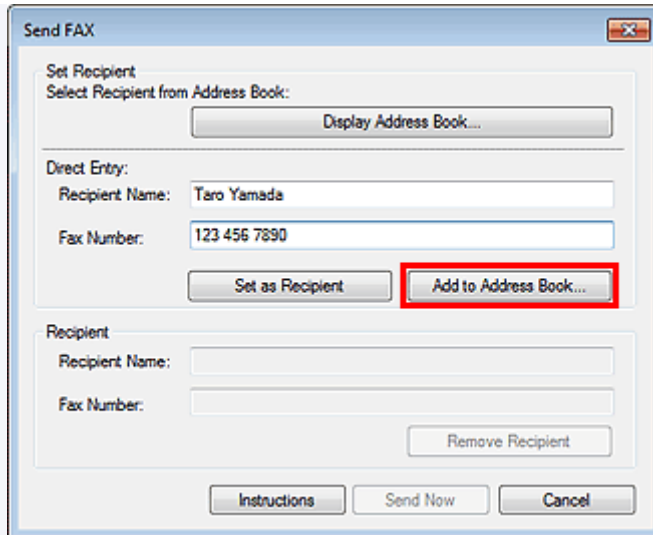 Send FAX
Set Recipient
Select Recipient from Address Book:
Display Address Book...
Direct Entry:
Recipient Name: Taro Yamada
Fax Number: 123 456 7890
Set as Recipient Add to Address Book...
Recipient
Recipient Name:
Fax Number:
Remove Recipient
Instructions Send Now Cancel